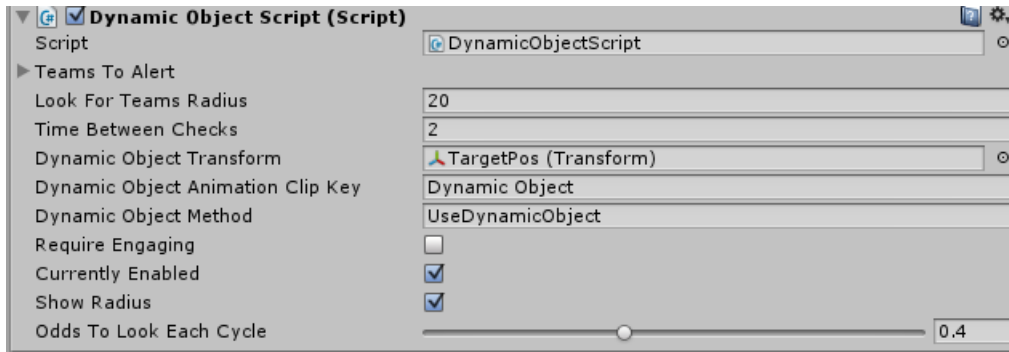 Dynamic Object Script (Script)
Script DynamicObjectScript
Teams To Alert
Look For Teams Radius 20
Time Between Checks 2
Dynamic Object Transform TargetPos (Transform)
Dynamic Object Animation Clip Key Dynamic Object
Dynamic Object Method UseDynamicObject
Require Engaging
Currently Enabled
Show Radius
Odds To Look Each Cycle 0.4